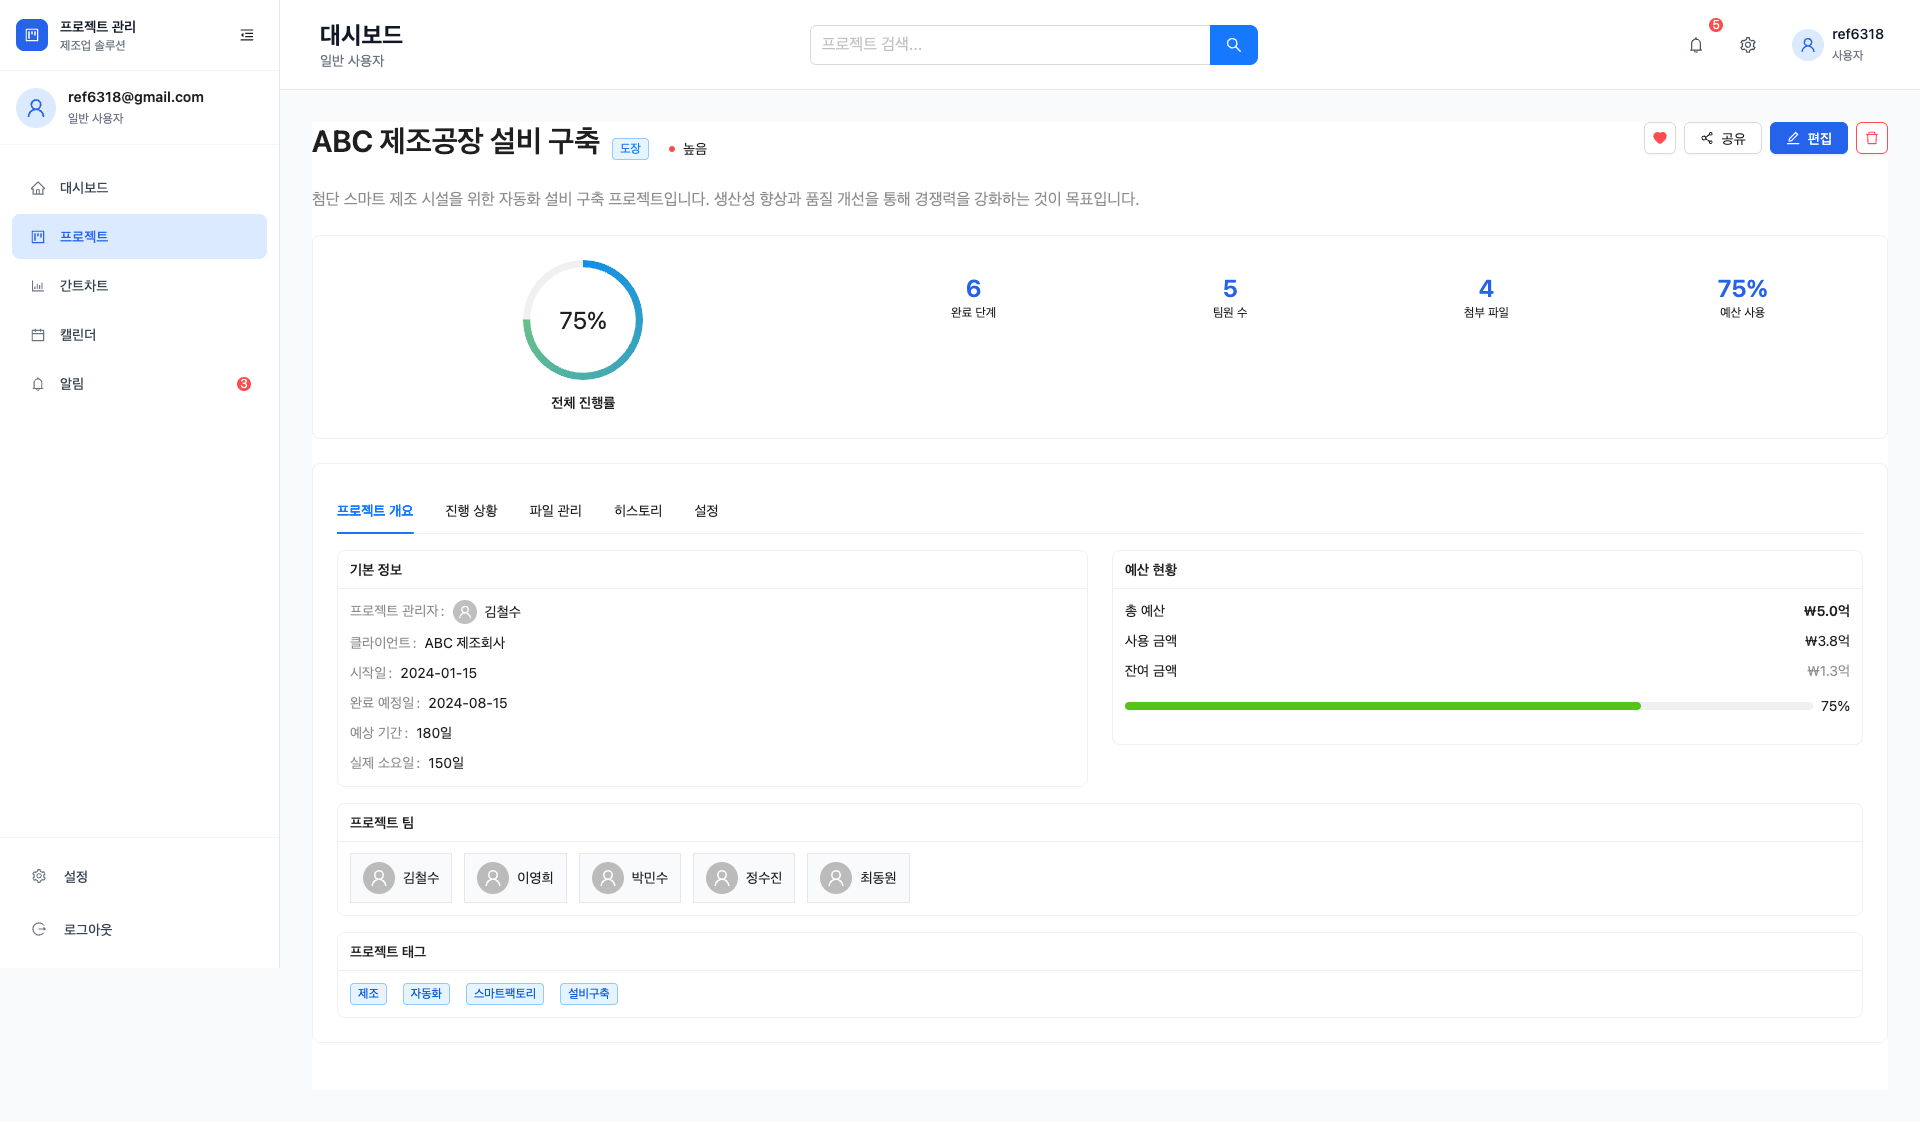 프로젝트 관리
제조업 솔루션
ref6318@gmail.com
일반 사용자
대시보드
프로젝트
간트차트
캘린더
알림
3
설정
로그아웃
대시보드
일반 사용자
프로젝트 검색...
5
ref6318
사용자
ABC 제조공장 설비 구축
도장
높음
공유
편집
첨단 스마트 제조 시설을 위한 자동화 설비 구축 프로젝트입니다. 생산성 향상과 품질 개선을 통해 경쟁력을 강화하는 것이 목표입니다.
75%
전체 진행률
6
완료 단계
5
팀원 수
4
첨부 파일
75%
예산 사용
프로젝트 개요
진행 상황
파일 관리
히스토리
설정
기본 정보
프로젝트 관리자: 김철수
클라이언트: ABC 제조회사
시작일: 2024-01-15
완료 예정일: 2024-08-15
예상 기간: 180일
실제 소요일: 150일
예산 현황
총 예산 ₩5.0억
사용 금액 ₩3.8억
잔여 금액 ₩1.3억
75%
프로젝트 팀
김철수
이영희
박민수
정수진
최동원
프로젝트 태그
제조
자동화
스마트팩토리
설비구축